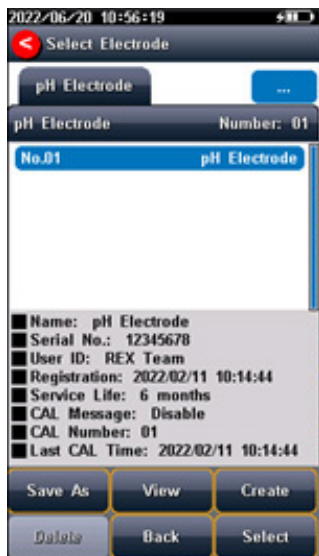 2022/06/20 10:56:19
< Select Electrode
pH Electrode ...
pH Electrode Number: 01
No.01 pH Electrode
Name: pH Electrode
Serial No.: 12345678
User ID: REX Team
Registration: 2022/02/11 10:14:44
Service Life: 6 months
CAL Message: Disable
CAL Number: 01
Last CAL Time: 2022/02/11 10:14:44
Save As View Create
Delete Back Select